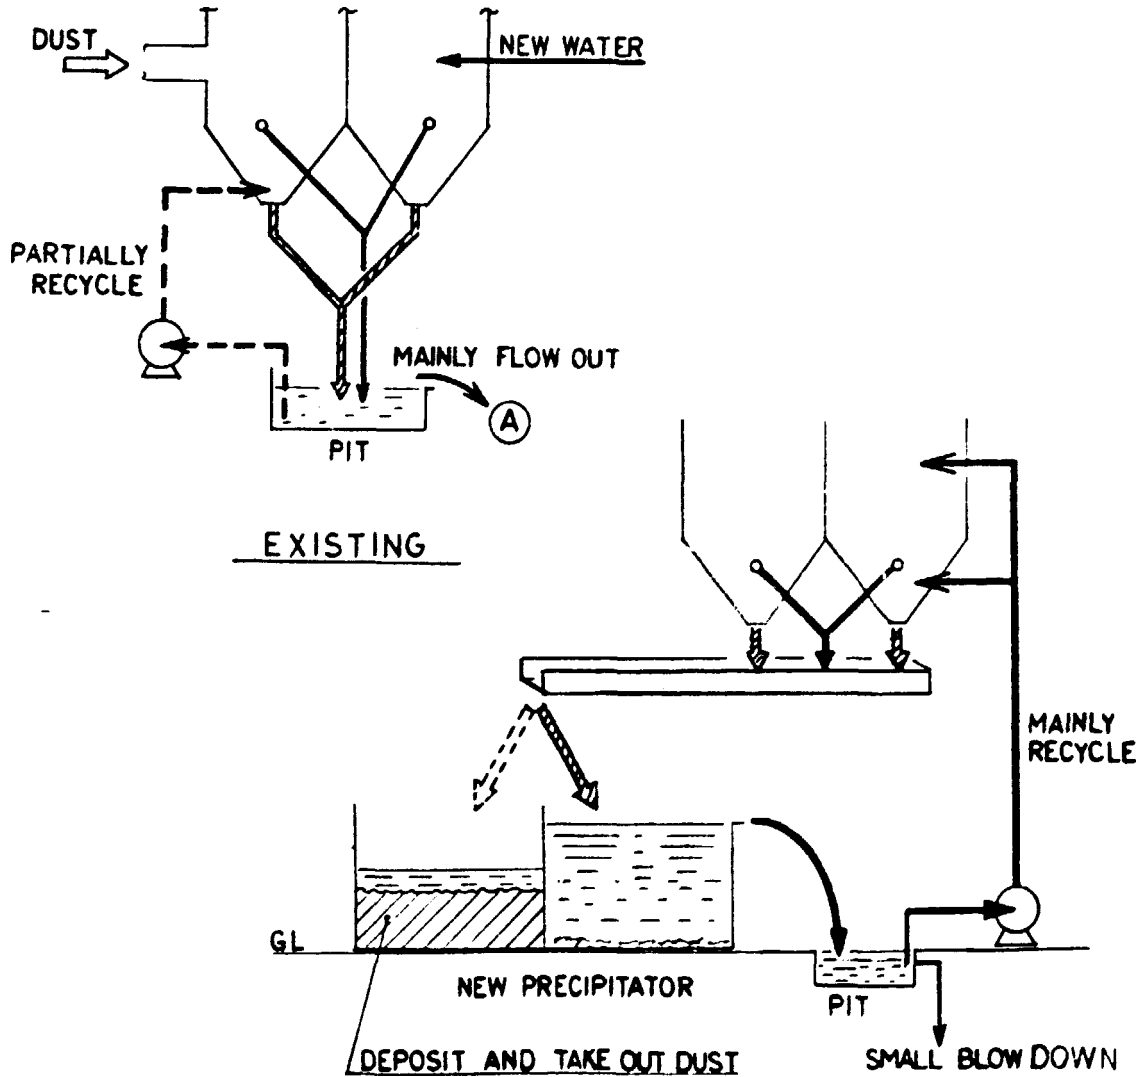 DUST
NEW WATER
PARTIALLY
RECYCLE
MAINLY FLOW OUT
A
PIT
EXISTING
MAINLY
RECYCLE
GL
NEW PRECIPITATOR
PIT
DEPOSIT AND TAKE OUT DUST
SMALL BLOW DOWN